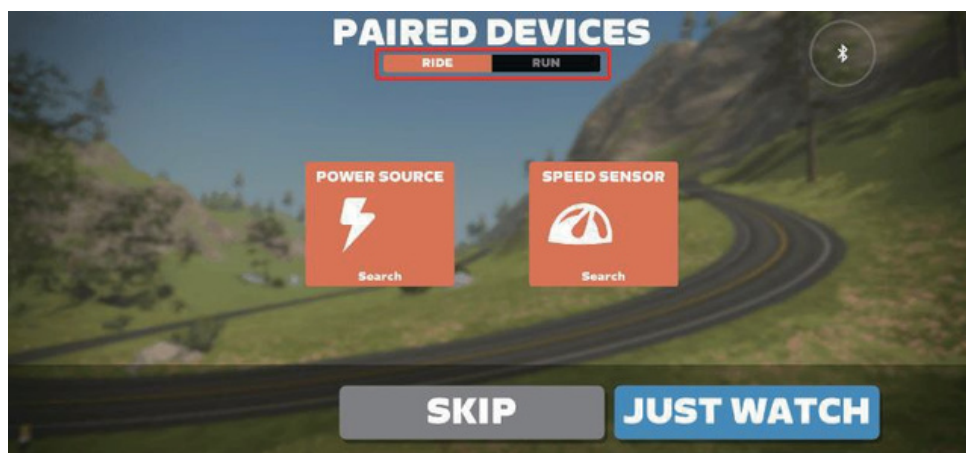 PAIRED DEVICES
RIDE RUN
POWER SOURCE SPEED SENSOR
Search Search
SKIP JUST WATCH